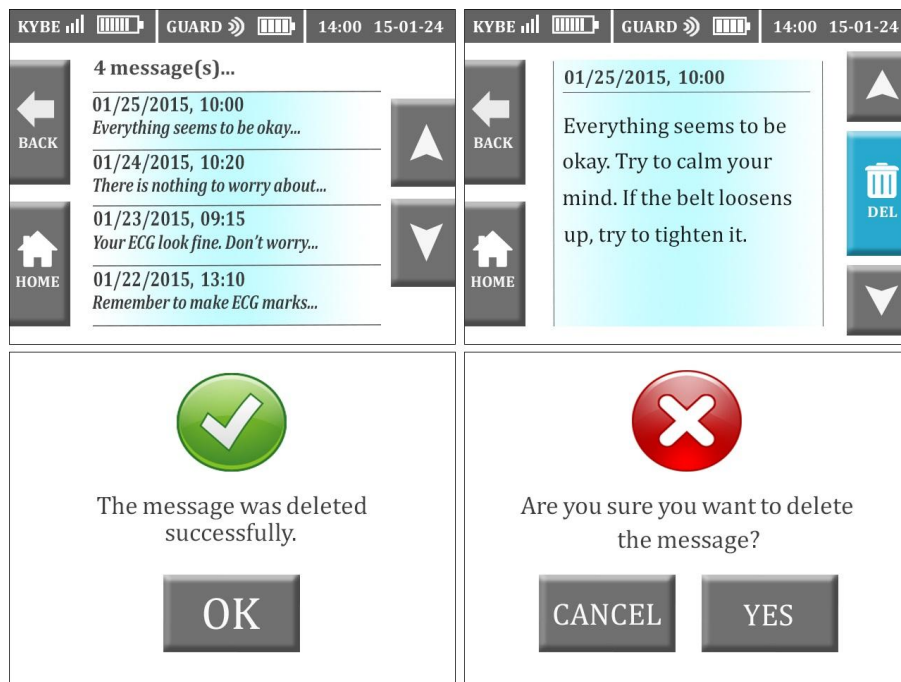 KYBE GUARD 14:00 15-01-24
4 message(s)...
01/25/2015, 10:00
Everything seems to be okay...
01/24/2015, 10:20
There is nothing to worry about...
01/23/2015, 09:15
Your ECG look fine. Don't worry...
01/22/2015, 13:10
Remember to make ECG marks...
BACK
HOME
KYBE GUARD 14:00 15-01-24
01/25/2015, 10:00
Everything seems to be
okay. Try to calm your
mind. If the belt loosens
up, try to tighten it.
BACK
HOME
DEL
The message was deleted
successfully.
OK
Are you sure you want to delete
the message?
CANCEL YES